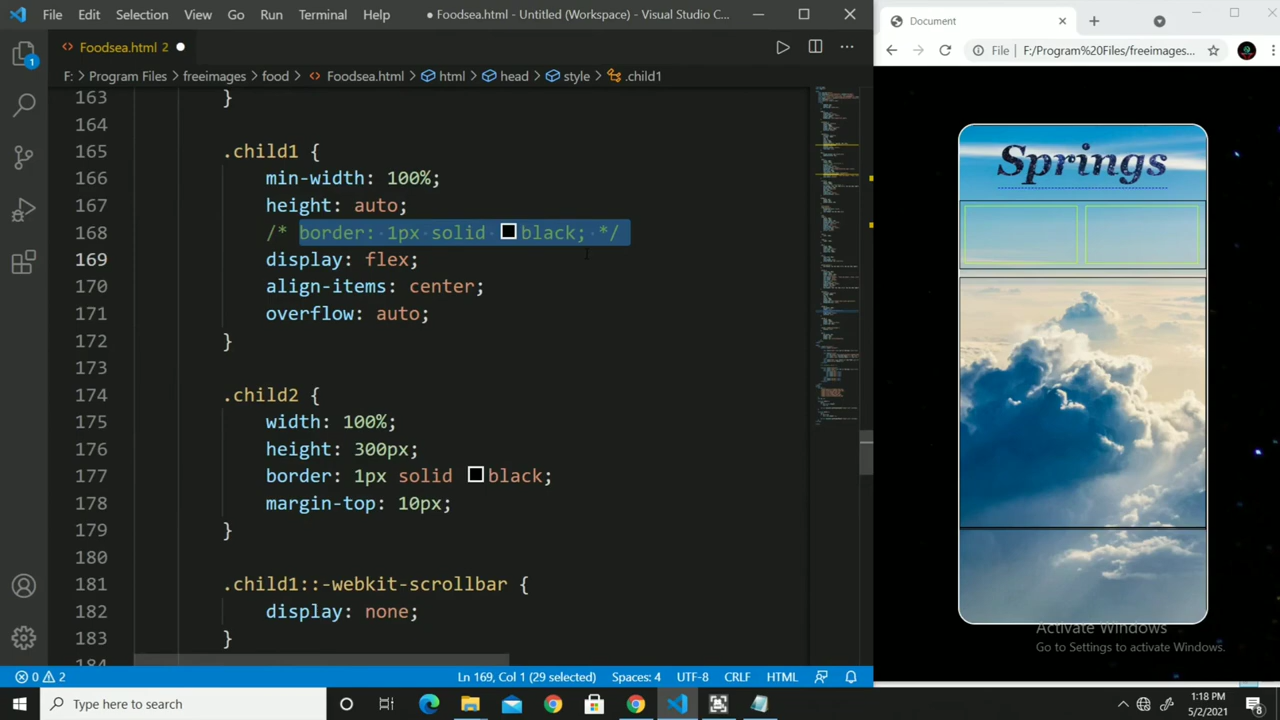 File Edit Selection View Go Run Terminal Help ● Foodsea.html - Untitled (Workspace) - Visual Studio C...
Document
Foodsea.html 2
File F:/Program%20Files/freeimages...
F: > Program Files > freeimages > food > Foodsea.html > html > head > style > .child1
163 }
164
165 .child1 {
166 min-width: 100%;
167 height: auto;
168 /* border: 1px solid black; */
169 display: flex;
170 align-items: center;
171 overflow: auto;
172 }
173
174 .child2 {
175 width: 100%;
176 height: 300px;
177 border: 1px solid black;
178 margin-top: 10px;
179 }
180
181 .child1::-webkit-scrollbar {
182 display: none;
183 }
184
Springs
Activate Windows
Go to Settings to activate Windows.
1
0 2 Ln 169, Col 1 (29 selected) Spaces: 4 UTF-8 CRLF HTML
Type here to search
1:18 PM
5/2/2021
8